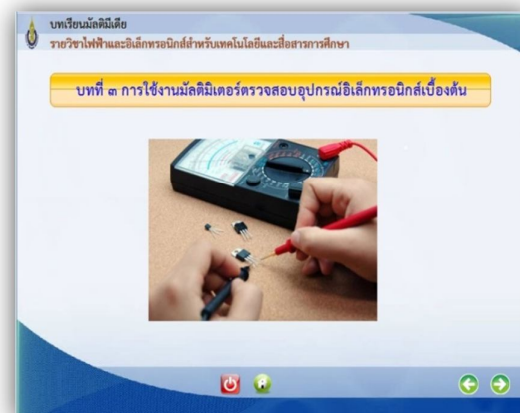 บทเรียนมัลติมีเดีย
รายวิชาไฟฟ้าและอิเล็กทรอนิกส์สำหรับเทคโนโลยีและสื่อสารการศึกษา
บทที่ ๓ การใช้งานมัลติมิเตอร์ตรวจสอบอุปกรณ์อิเล็กทรอนิกส์เบื้องต้น